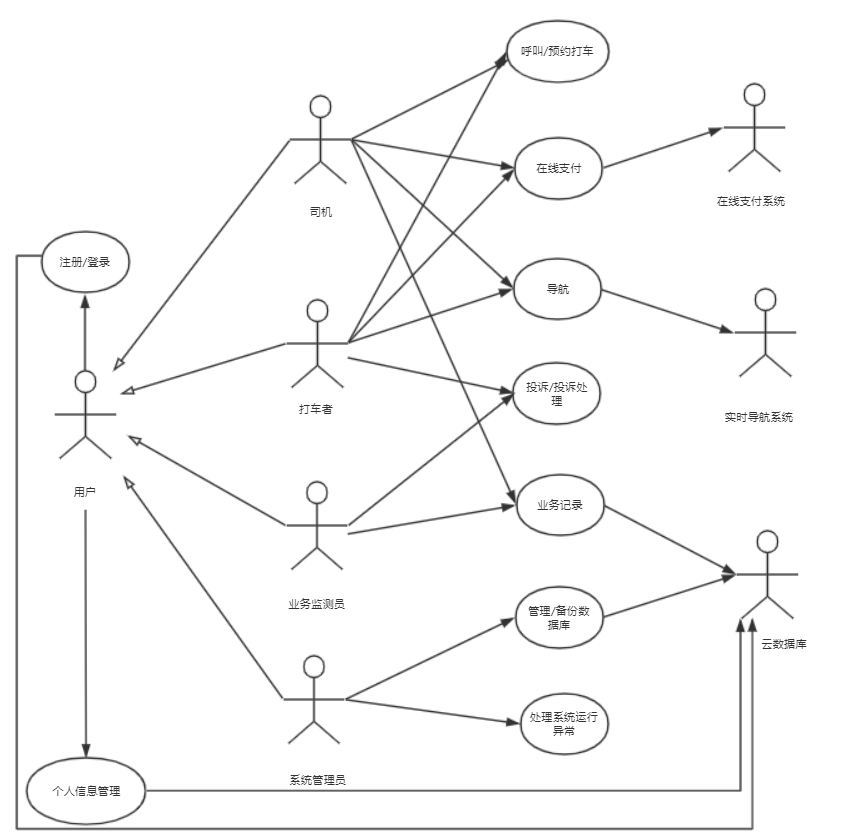 呼叫/预约打车
在线支付
在线支付系统
司机
注册/登录
导航
打车者
投诉/投诉处
理
实时导航系统
用户
业务记录
业务监测员
管理/备份数
据库
云数据库
处理系统运行
异常
系统管理员
个人信息管理